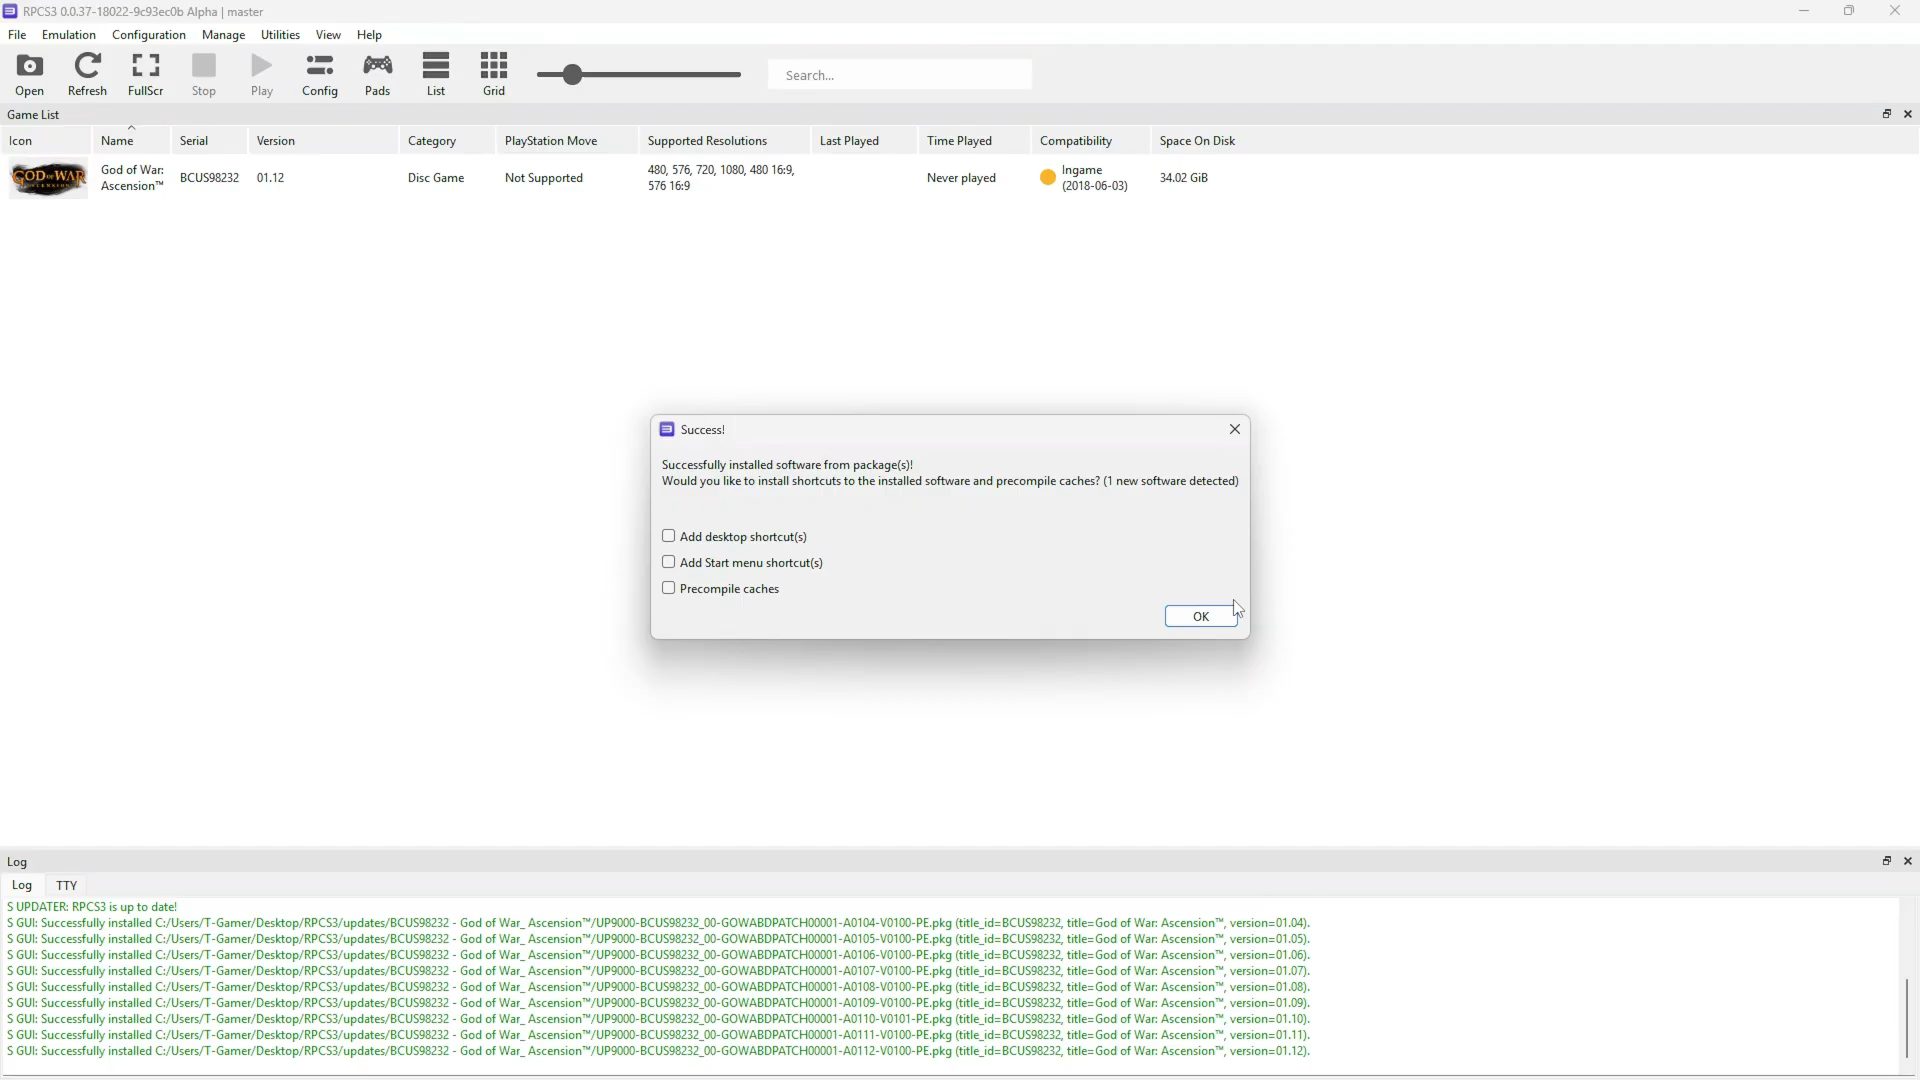 RPCS3 0.0.37-18022-9c93ec0b Alpha | master
File Emulation Configuration Manage Utilities View Help
Open Refresh FullScr Stop Play Config Pads List Grid Search...
Game List
Icon Name Serial Version Category PlayStation Move Supported Resolutions Last Played Time Played Compatibility Space On Disk
GOD OF WAR
ASCENSION
God of War:
Ascension™
BCUS98232
01.12
Disc Game
Not Supported
480, 576, 720, 1080, 480 16:9,
576 16:9
Never played
Ingame
(2018-06-03)
34.02 GiB
Success!
Successfully installed software from package(s)!
Would you like to install shortcuts to the installed software and precompile caches? (1 new software detected)
Add desktop shortcut(s)
Add Start menu shortcut(s)
Precompile caches
OK
Log
Log TTY
S UPDATER: RPCS3 is up to date!
S GUI: Successfully installed C:/Users/T-Gamer/Desktop/RPCS3/updates/BCUS98232 - God of War_ Ascension™/UP9000-BCUS98232_00-GOWABDPATCH00001-A0104-V0100-PE.pkg (title_id=BCUS98232, title=God of War: Ascension™, version=01.04).
S GUI: Successfully installed C:/Users/T-Gamer/Desktop/RPCS3/updates/BCUS98232 - God of War_ Ascension™/UP9000-BCUS98232_00-GOWABDPATCH00001-A0105-V0100-PE.pkg (title_id=BCUS98232, title=God of War: Ascension™, version=01.05).
S GUI: Successfully installed C:/Users/T-Gamer/Desktop/RPCS3/updates/BCUS98232 - God of War_ Ascension™/UP9000-BCUS98232_00-GOWABDPATCH00001-A0106-V0100-PE.pkg (title_id=BCUS98232, title=God of War: Ascension™, version=01.06).
S GUI: Successfully installed C:/Users/T-Gamer/Desktop/RPCS3/updates/BCUS98232 - God of War_ Ascension™/UP9000-BCUS98232_00-GOWABDPATCH00001-A0107-V0100-PE.pkg (title_id=BCUS98232, title=God of War: Ascension™, version=01.07).
S GUI: Successfully installed C:/Users/T-Gamer/Desktop/RPCS3/updates/BCUS98232 - God of War_ Ascension™/UP9000-BCUS98232_00-GOWABDPATCH00001-A0108-V0100-PE.pkg (title_id=BCUS98232, title=God of War: Ascension™, version=01.08).
S GUI: Successfully installed C:/Users/T-Gamer/Desktop/RPCS3/updates/BCUS98232 - God of War_ Ascension™/UP9000-BCUS98232_00-GOWABDPATCH00001-A0109-V0100-PE.pkg (title_id=BCUS98232, title=God of War: Ascension™, version=01.09).
S GUI: Successfully installed C:/Users/T-Gamer/Desktop/RPCS3/updates/BCUS98232 - God of War_ Ascension™/UP9000-BCUS98232_00-GOWABDPATCH00001-A0110-V0101-PE.pkg (title_id=BCUS98232, title=God of War: Ascension™, version=01.10).
S GUI: Successfully installed C:/Users/T-Gamer/Desktop/RPCS3/updates/BCUS98232 - God of War_ Ascension™/UP9000-BCUS98232_00-GOWABDPATCH00001-A0111-V0100-PE.pkg (title_id=BCUS98232, title=God of War: Ascension™, version=01.11).
S GUI: Successfully installed C:/Users/T-Gamer/Desktop/RPCS3/updates/BCUS98232 - God of War_ Ascension™/UP9000-BCUS98232_00-GOWABDPATCH00001-A0112-V0100-PE.pkg (title_id=BCUS98232, title=God of War: Ascension™, version=01.12).